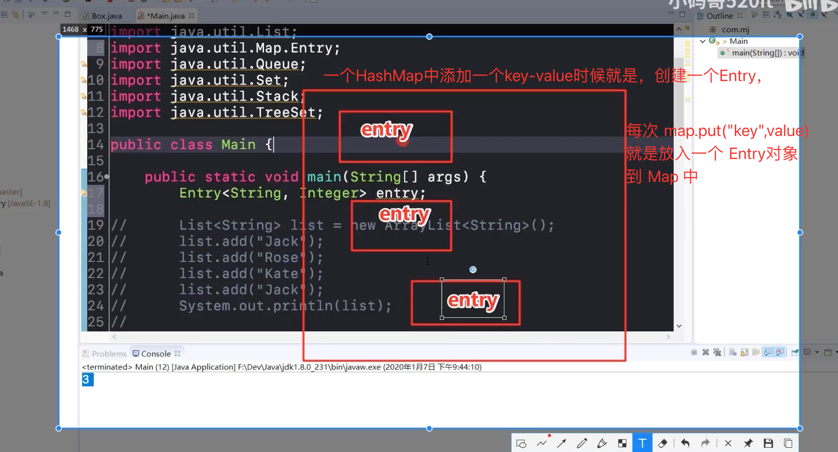 小码哥520it
Box.java
*Main.java
Outline
1468 × 775
com.mj
Main
main(String[]) : void
import java.util.List;
8 import java.util.Map.Entry;
9 import java.util.Queue;
10 import java.util.Set;
11 import java.util.Stack;
12 import java.util.TreeSet;
13
14 public class Main {
15
16 public static void main(String[] args) {
17 Entry<String, Integer> entry;
18
19 // List<String> list = new ArrayList<String>();
20 // list.add("Jack");
21 // list.add("Rose");
22 // list.add("Kate");
23 // list.add("Jack");
24 // System.out.println(list);
25 //
一个HashMap中添加一个key-value时候就是，创建一个Entry，
entry
entry
entry
每次 map.put("key",value)
就是放入一个 Entry对象
到 Map 中
[JavaSE-1.8]
Problems
Console
<terminated> Main (12) [Java Application] F:\Dev\Java\jdk1.8.0_231\bin\javaw.exe (2020年1月7日 下午9:44:10)
3
T